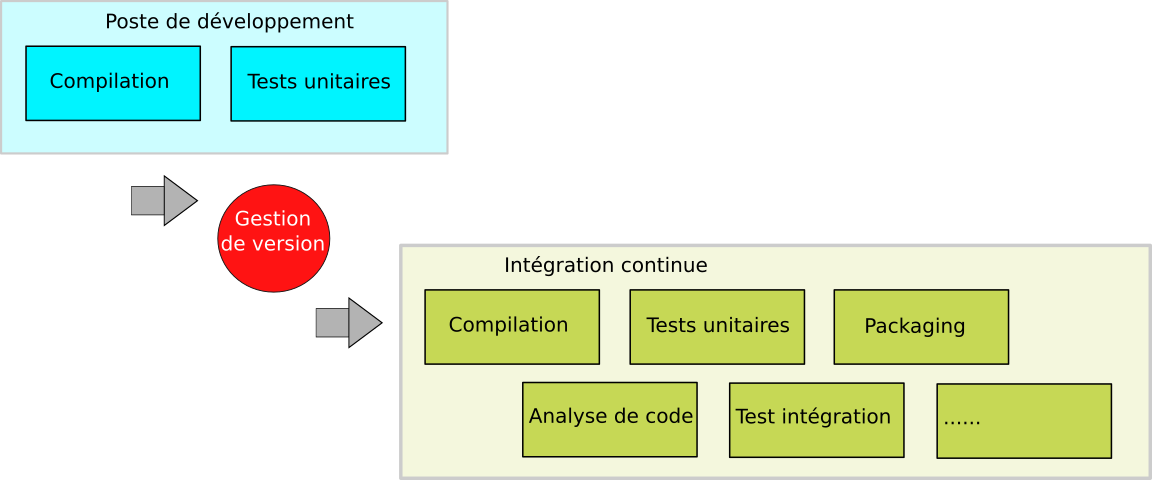 Poste de développement
Compilation
Tests unitaires
Gestion
de version
Intégration continue
Compilation
Tests unitaires
Packaging
Analyse de code
Test intégration
......